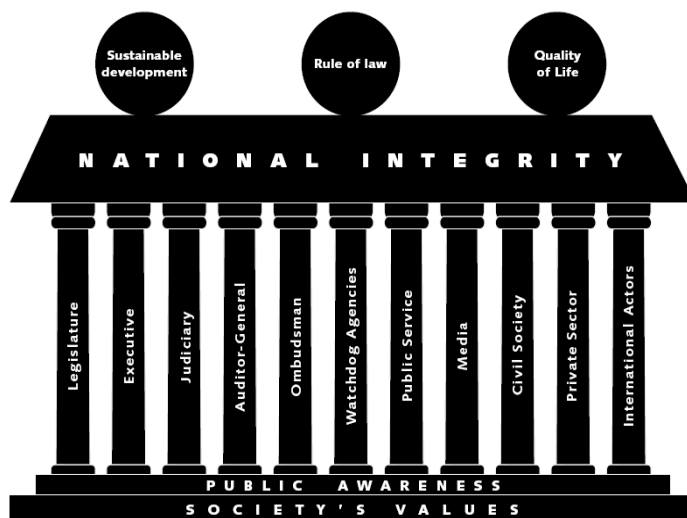 Sustainable
development
Rule of law
Quality
of Life
NATIONAL INTEGRITY
Legislature
Executive
Judiciary
Auditor-General
Ombudsman
Watchdog Agencies
Public Service
Media
Civil Society
Private Sector
International Actors
PUBLIC AWARENESS
SOCIETY'S VALUES